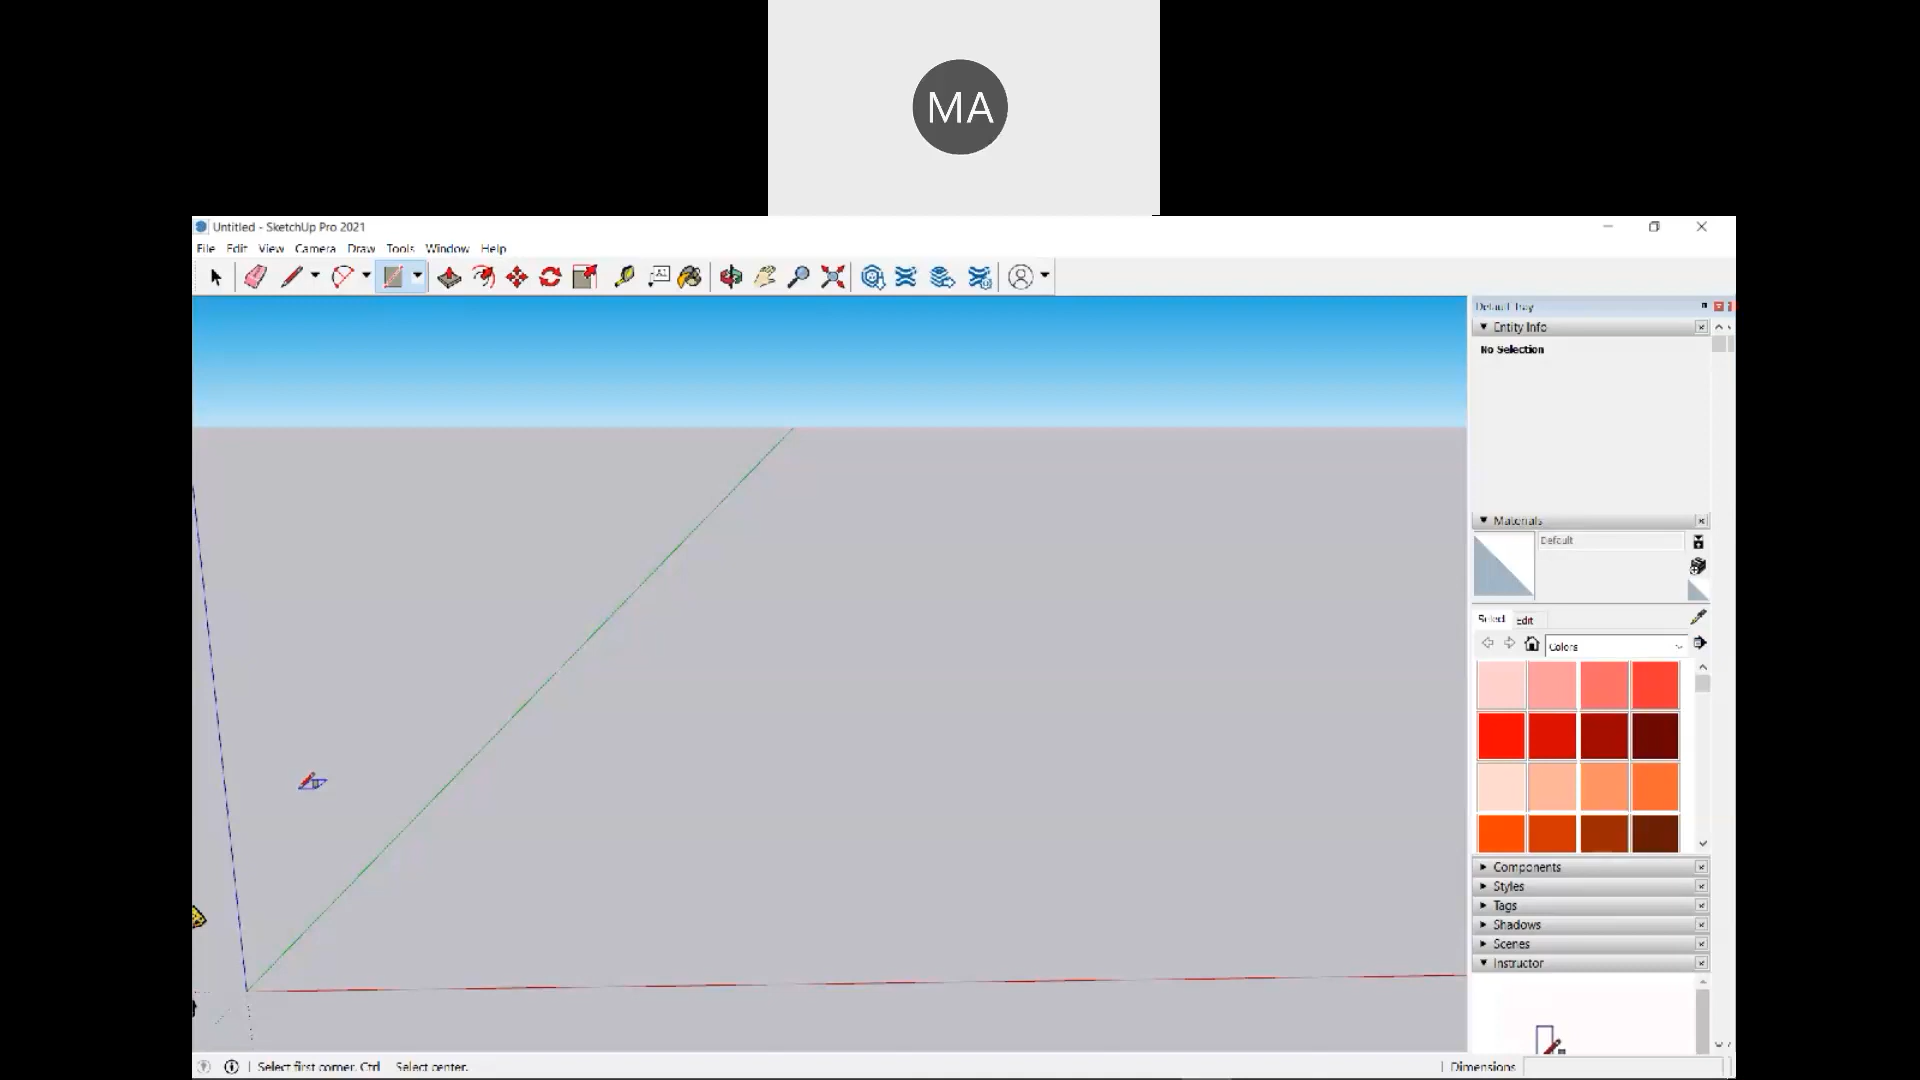 MA
Untitled - SketchUp Pro 2021
File Edit View Camera Draw Tools Window Help
Default Tray
Entity Info
No Selection
Materials
Default
Select Edit
Colors
Components
Styles
Tags
Shadows
Scenes
Instructor
Select first corner. Ctrl Select center.
Dimensions